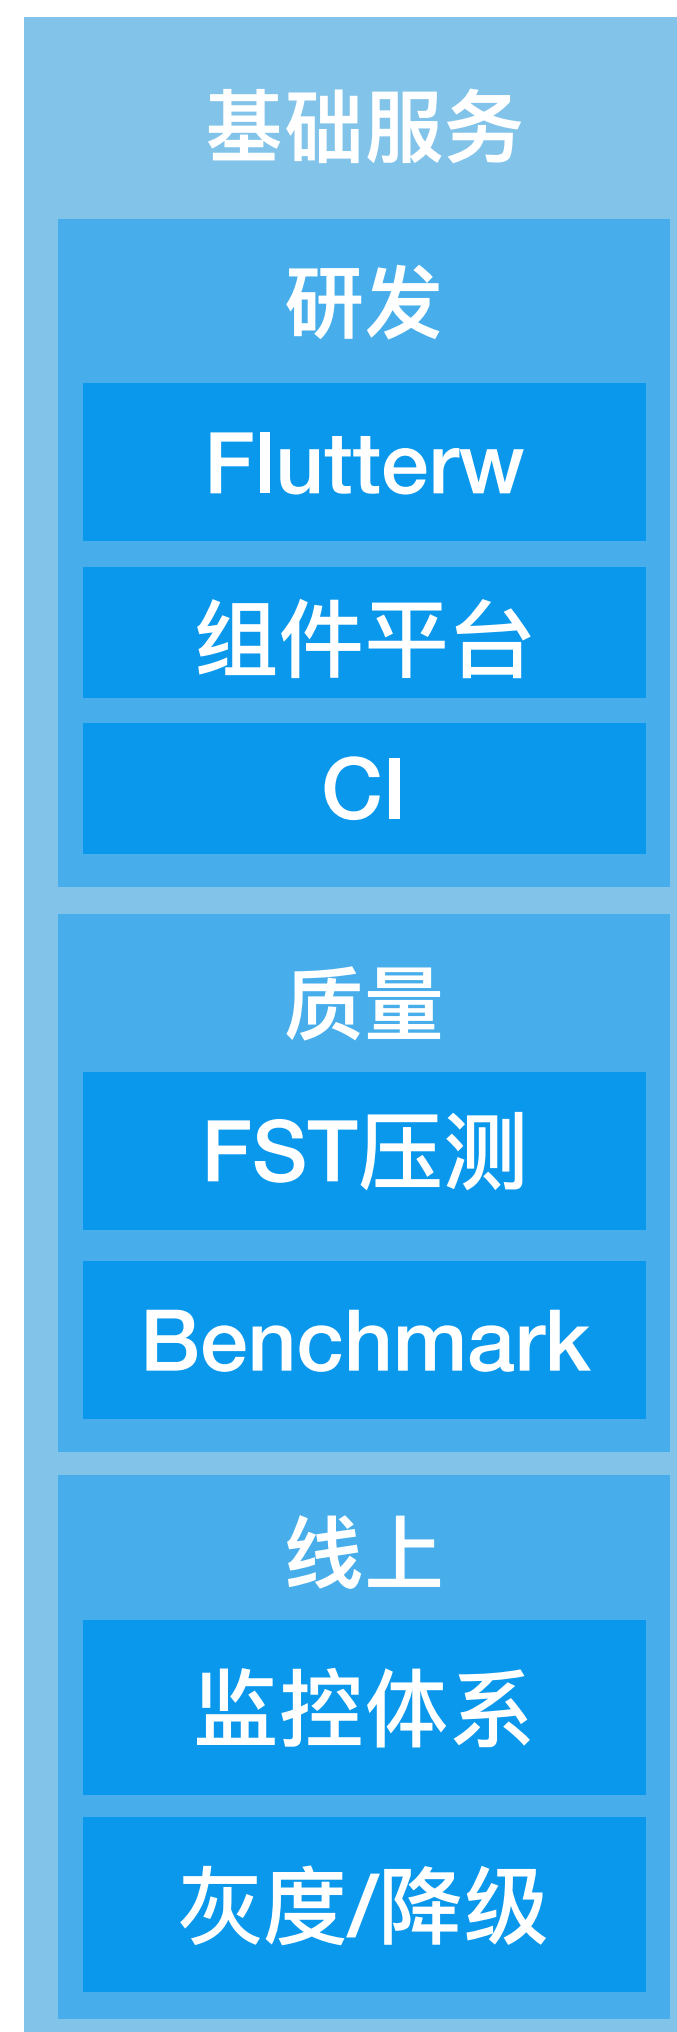 基础服务
研发
Flutterw
组件平台
CI
质量
FST压测
Benchmark
线上
监控体系
灰度/降级